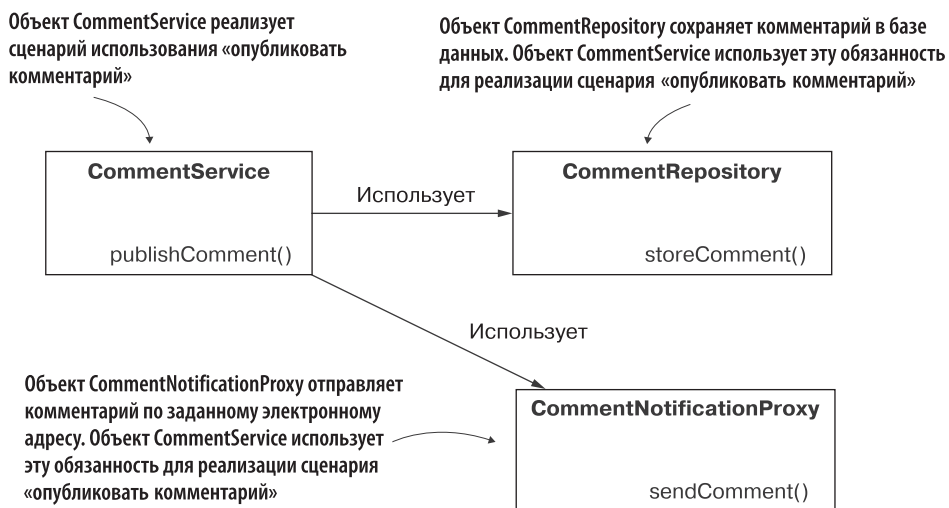 Объект CommentService реализует
сценарий использования «опубликовать
комментарий»
Объект CommentRepository сохраняет комментарий в базе
данных. Объект CommentService использует эту обязанность
для реализации сценария «опубликовать комментарий»
CommentService
publishComment()
Использует
CommentRepository
storeComment()
Использует
Объект CommentNotificationProxy отправляет
комментарий по заданному электронному
адресу. Объект CommentService использует
эту обязанность для реализации сценария
«опубликовать комментарий»
CommentNotificationProxy
sendComment()